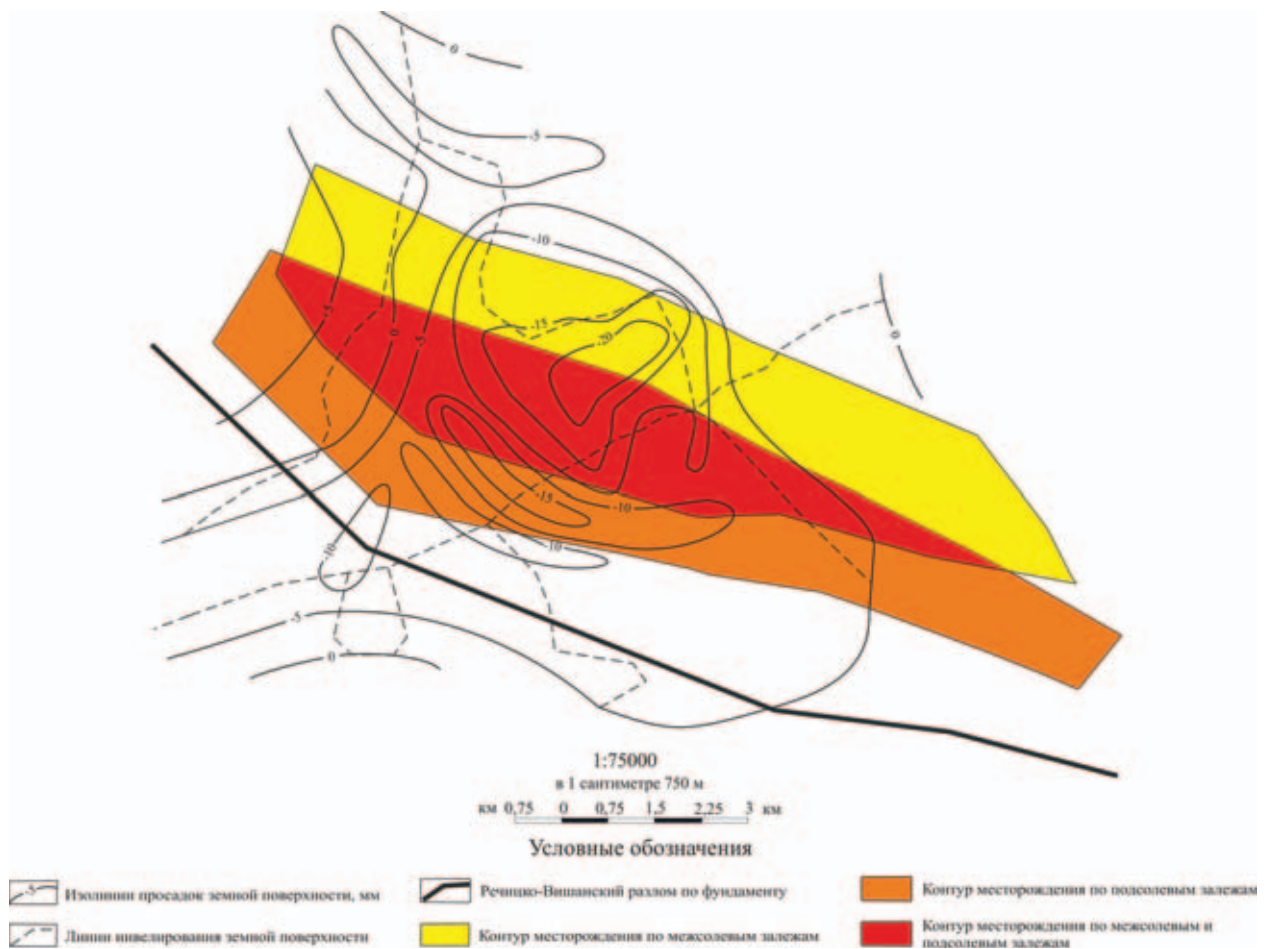 0
-5
-10
-15
-20
-5
0
-5
-15
-10
-10
-10
-5
0
0
1:75000
в 1 сантиметре 750 м
км 0,75 0 0,75 1,5 2,25 3 км
Условные обозначения
-5 Изолинии просадок земной поверхности, мм
Речицко-Вишанский разлом по фундаменту
Контур месторождения по подсолевым залежам
Линии нивелирования земной поверхности
Контур месторождения по межсолевым залежам
Контур месторождения по межсолевым и
подсолевым залежам